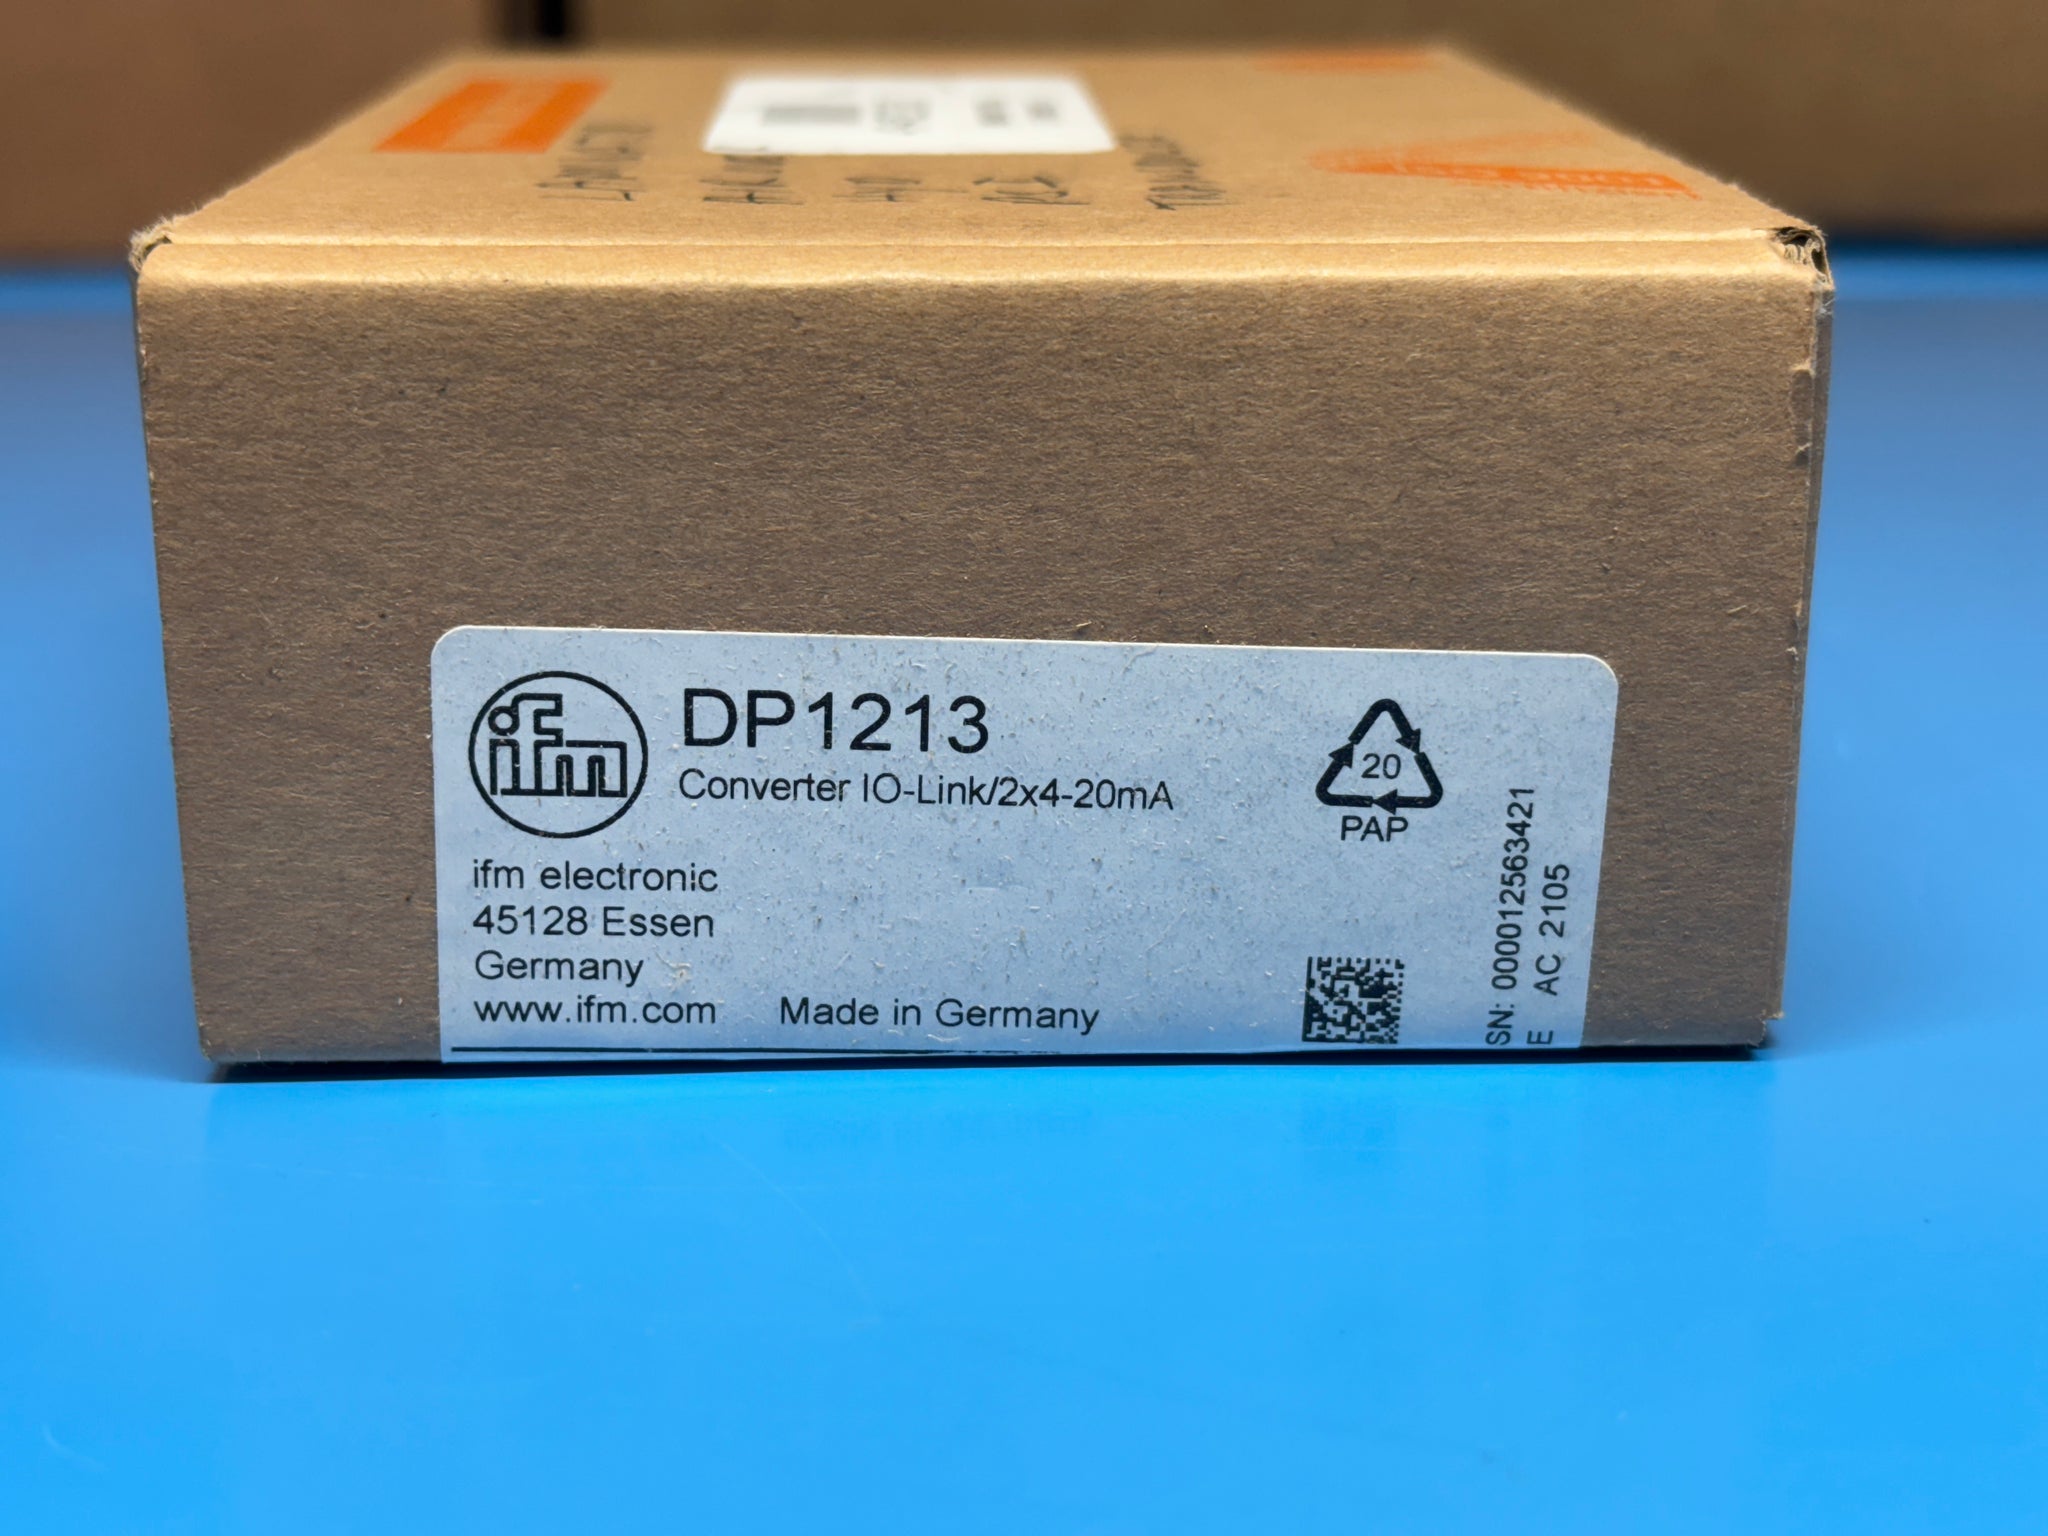 ifm
DP1213
Converter IO-Link/2x4-20mA
20
PAP
ifm electronic
45128 Essen
Germany
www.ifm.com
Made in Germany
SN: 000012563421
E AC 2105